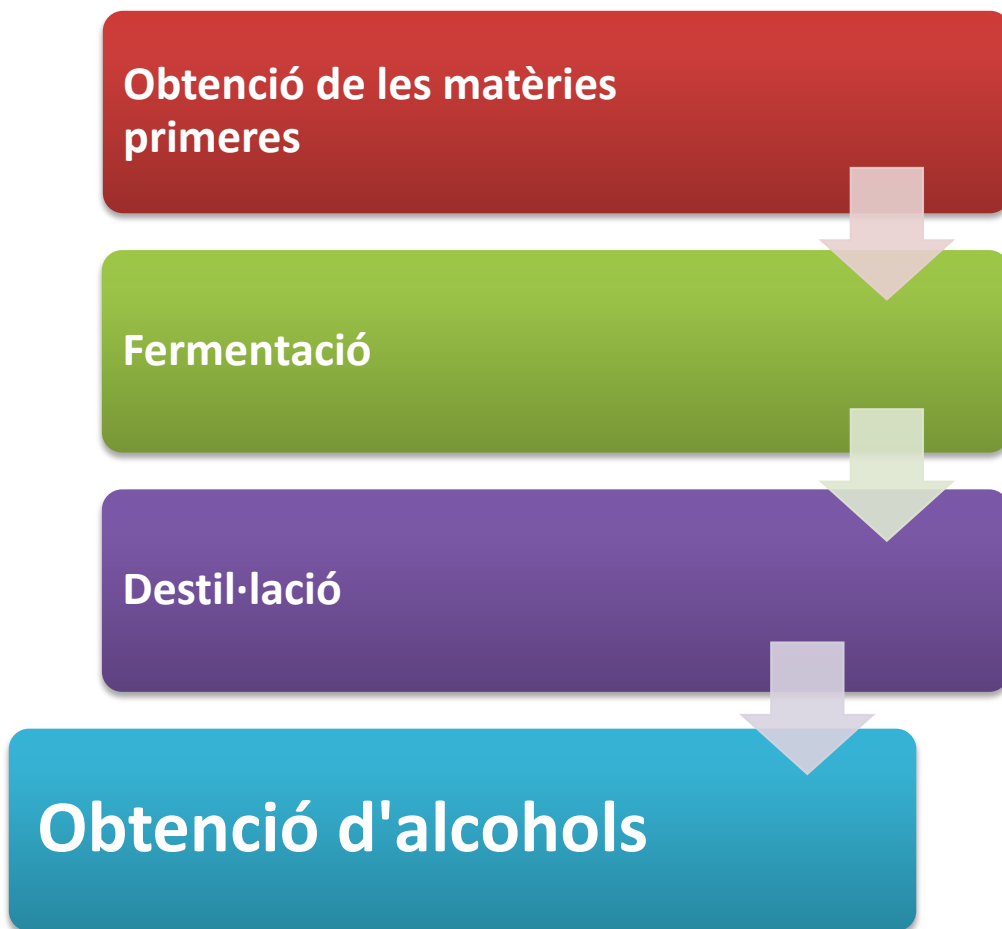 Obtenció de les matèries
primeres
Fermentació
Destil·lació
Obtenció d'alcohols